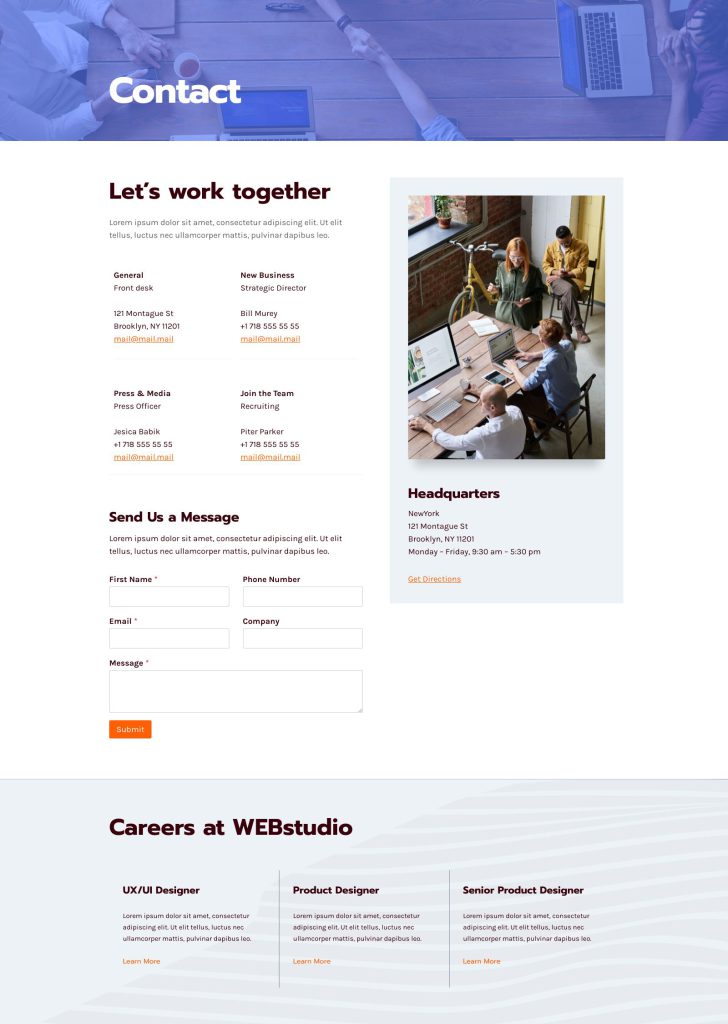 Contact
Let's work together
Lorem ipsum dolor sit amet, consectetur adipiscing elit. Ut elit
tellus, luctus nec ullamcorper mattis, pulvinar dapibus leo.
General
Front desk
121 Montague St
Brooklyn, NY 11201
mail@mail.mail
New Business
Strategic Director
Bill Murey
+1 718 555 55 55
mail@mail.mail
Press & Media
Press Officer
Jesica Babik
+1 718 555 55 55
mail@mail.mail
Join the Team
Recruiting
Piter Parker
+1 718 555 55 55
mail@mail.mail
Send Us a Message
Lorem ipsum dolor sit amet, consectetur adipiscing elit. Ut elit
tellus, luctus nec ullamcorper mattis, pulvinar dapibus leo.
First Name *
Phone Number
Email *
Company
Message *
Submit
Headquarters
NewYork
121 Montague St
Brooklyn, NY 11201
Monday – Friday, 9:30 am – 5:30 pm
Get Directions
Careers at WEBstudio
UX/UI Designer
Lorem ipsum dolor sit amet, consectetur
adipiscing elit. Ut elit tellus, luctus nec
ullamcorper mattis, pulvinar dapibus leo.
Learn More
Product Designer
Lorem ipsum dolor sit amet, consectetur
adipiscing elit. Ut elit tellus, luctus nec
ullamcorper mattis, pulvinar dapibus leo.
Learn More
Senior Product Designer
Lorem ipsum dolor sit amet, consectetur
adipiscing elit. Ut elit tellus, luctus nec
ullamcorper mattis, pulvinar dapibus leo.
Learn More